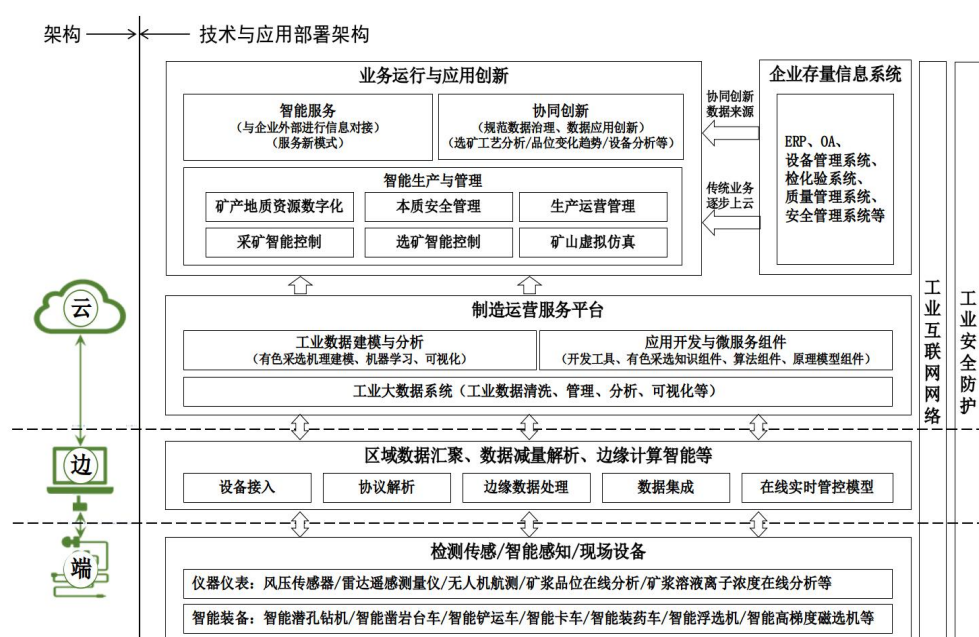 架构
技术与应用部署架构
业务运行与应用创新
智能服务
(与企业外部进行信息对接)
(服务新模式)
协同创新
(规范数据治理、数据应用创新)
(选矿工艺分析/品位变化趋势/设备分析等)
智能生产与管理
矿产地质资源数字化
本质安全管理
生产运营管理
采矿智能控制
选矿智能控制
矿山虚拟仿真
协同创新
数据来源
传统业务
逐步上云
企业存量信息系统
ERP、OA、
设备管理系统、
检化验系统、
质量管理系统、
安全管理系统等
云
制造运营服务平台
工业数据建模与分析
(有色采选机理建模、机器学习、可视化)
应用开发与微服务组件
(开发工具、有色采选知识组件、算法组件、原理模型组件)
工业大数据系统(工业数据清洗、管理、分析、可视化等)
边
区域数据汇聚、数据减量解析、边缘计算智能等
设备接入
协议解析
边缘数据处理
数据集成
在线实时管控模型
端
检测传感/智能感知/现场设备
仪器仪表：风压传感器/雷达遥感测量仪/无人机航测/矿浆品位在线分析/矿浆溶液离子浓度在线分析等
智能装备：智能潜孔钻机/智能凿岩台车/智能铲运车/智能卡车/智能装药车/智能浮选机/智能高梯度磁选机等
工业互联网网络
工业安全防护